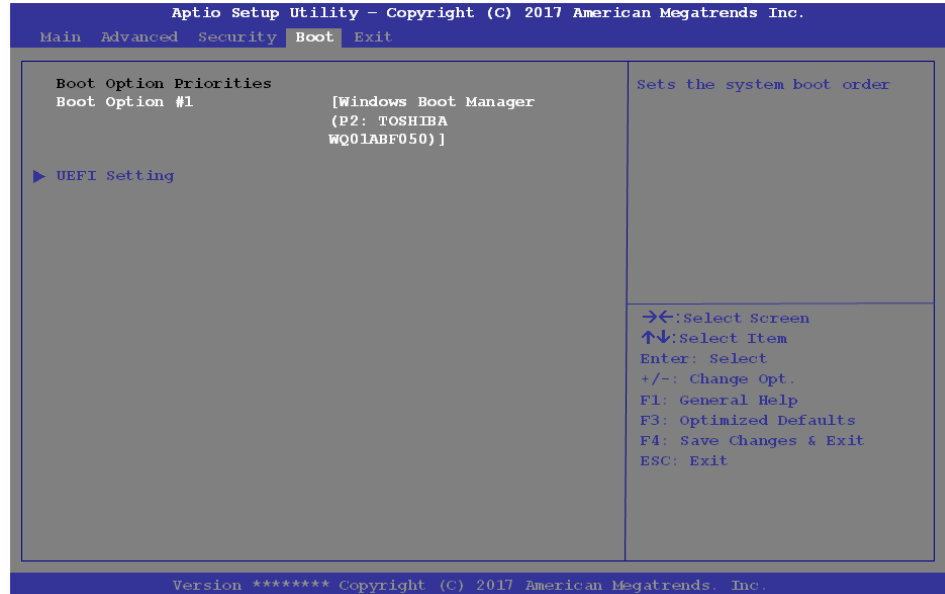 Aptio Setup Utility – Copyright (C) 2017 American Megatrends Inc.
Main Advanced Security Boot Exit
Boot Option Priorities
Boot Option #1 [Windows Boot Manager
(P2: TOSHIBA
WQ01ABF050)]
▶ UEFI Setting
Sets the system boot order
→←:Select Screen
↑↓:Select Item
Enter: Select
+/-: Change Opt.
F1: General Help
F3: Optimized Defaults
F4: Save Changes & Exit
ESC: Exit
Version ******** Copyright (C) 2017 American Megatrends. Inc.